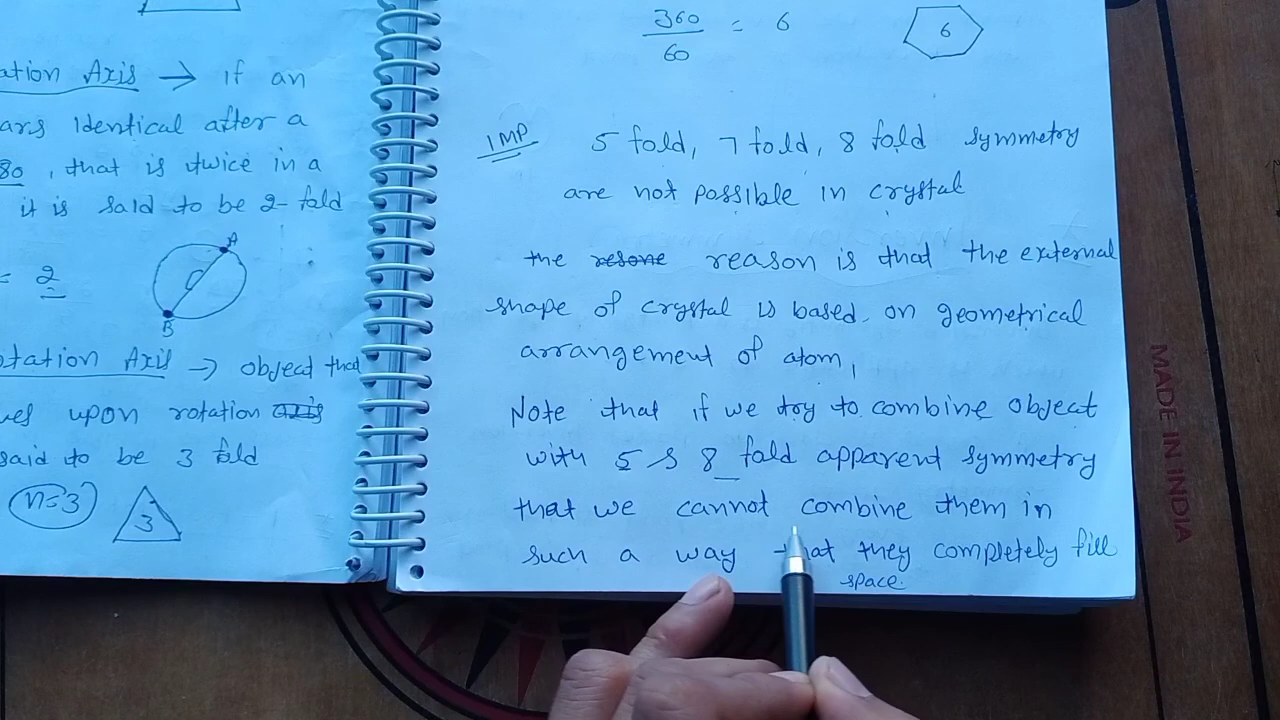 ation Axis → if an
ars identical after a
80, that is twice in a
it is said to be 2-fold
= 2
A
B
otation Axis → object that
ves upon rotation axis
said to be 3 fold
n=3
3
360
60
= 6
6
IMP
5 fold, 7 fold, 8 fold symmetry
are not possible in crystal
the resone reason is that the external
shape of crystal is based on geometrical
arrangement of atom,
Note that if we try to combine object
with 5 & 8 fold apparent symmetry
that we cannot combine them in
such a way that they completely fill
space.
MADE IN INDIA